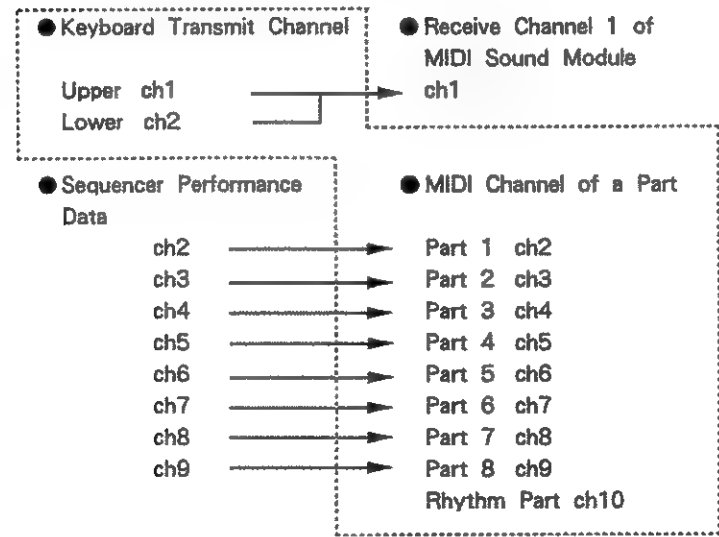 ●Keyboard Transmit Channel
Upper ch1
Lower ch2
●Receive Channel 1 of
MIDI Sound Module
ch1
●Sequencer Performance
Data
ch2
ch3
ch4
ch5
ch6
ch7
ch8
ch9
●MIDI Channel of a Part
Part 1 ch2
Part 2 ch3
Part 3 ch4
Part 4 ch5
Part 5 ch6
Part 6 ch7
Part 7 ch8
Part 8 ch9
Rhythm Part ch10